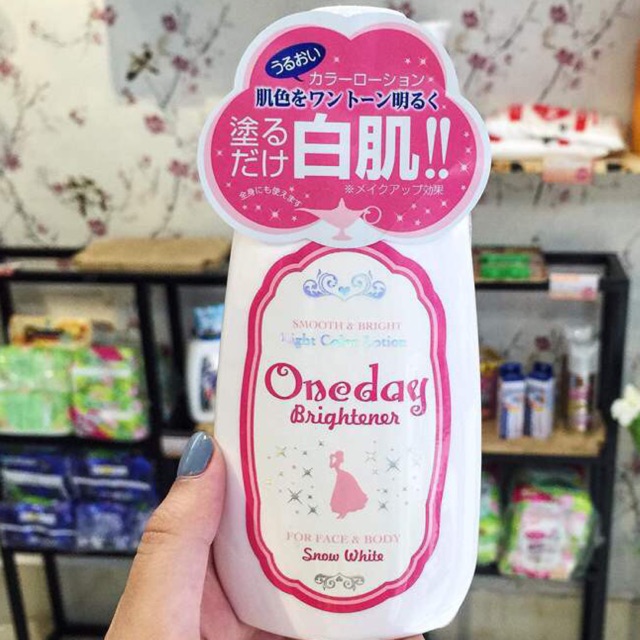 うるおい
カラーローション
肌色をワントーン明るく
塗る
だけ
白肌!!
全身にも使えます
※メイクアップ効果
SMOOTH & BRIGHT
Light Color Lotion
Oneday
Brightener
FOR FACE & BODY
Snow White